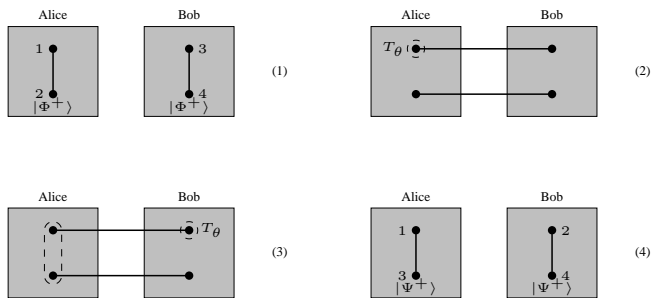 Alice Bob
1 3
(1)
2 4
|Φ⁺⟩ |Φ⁺⟩
Alice Bob
T_θ
(2)
Alice Bob
T_θ
(3)
Alice Bob
1 2
(4)
3 4
|Ψ⁺⟩ |Ψ⁺⟩